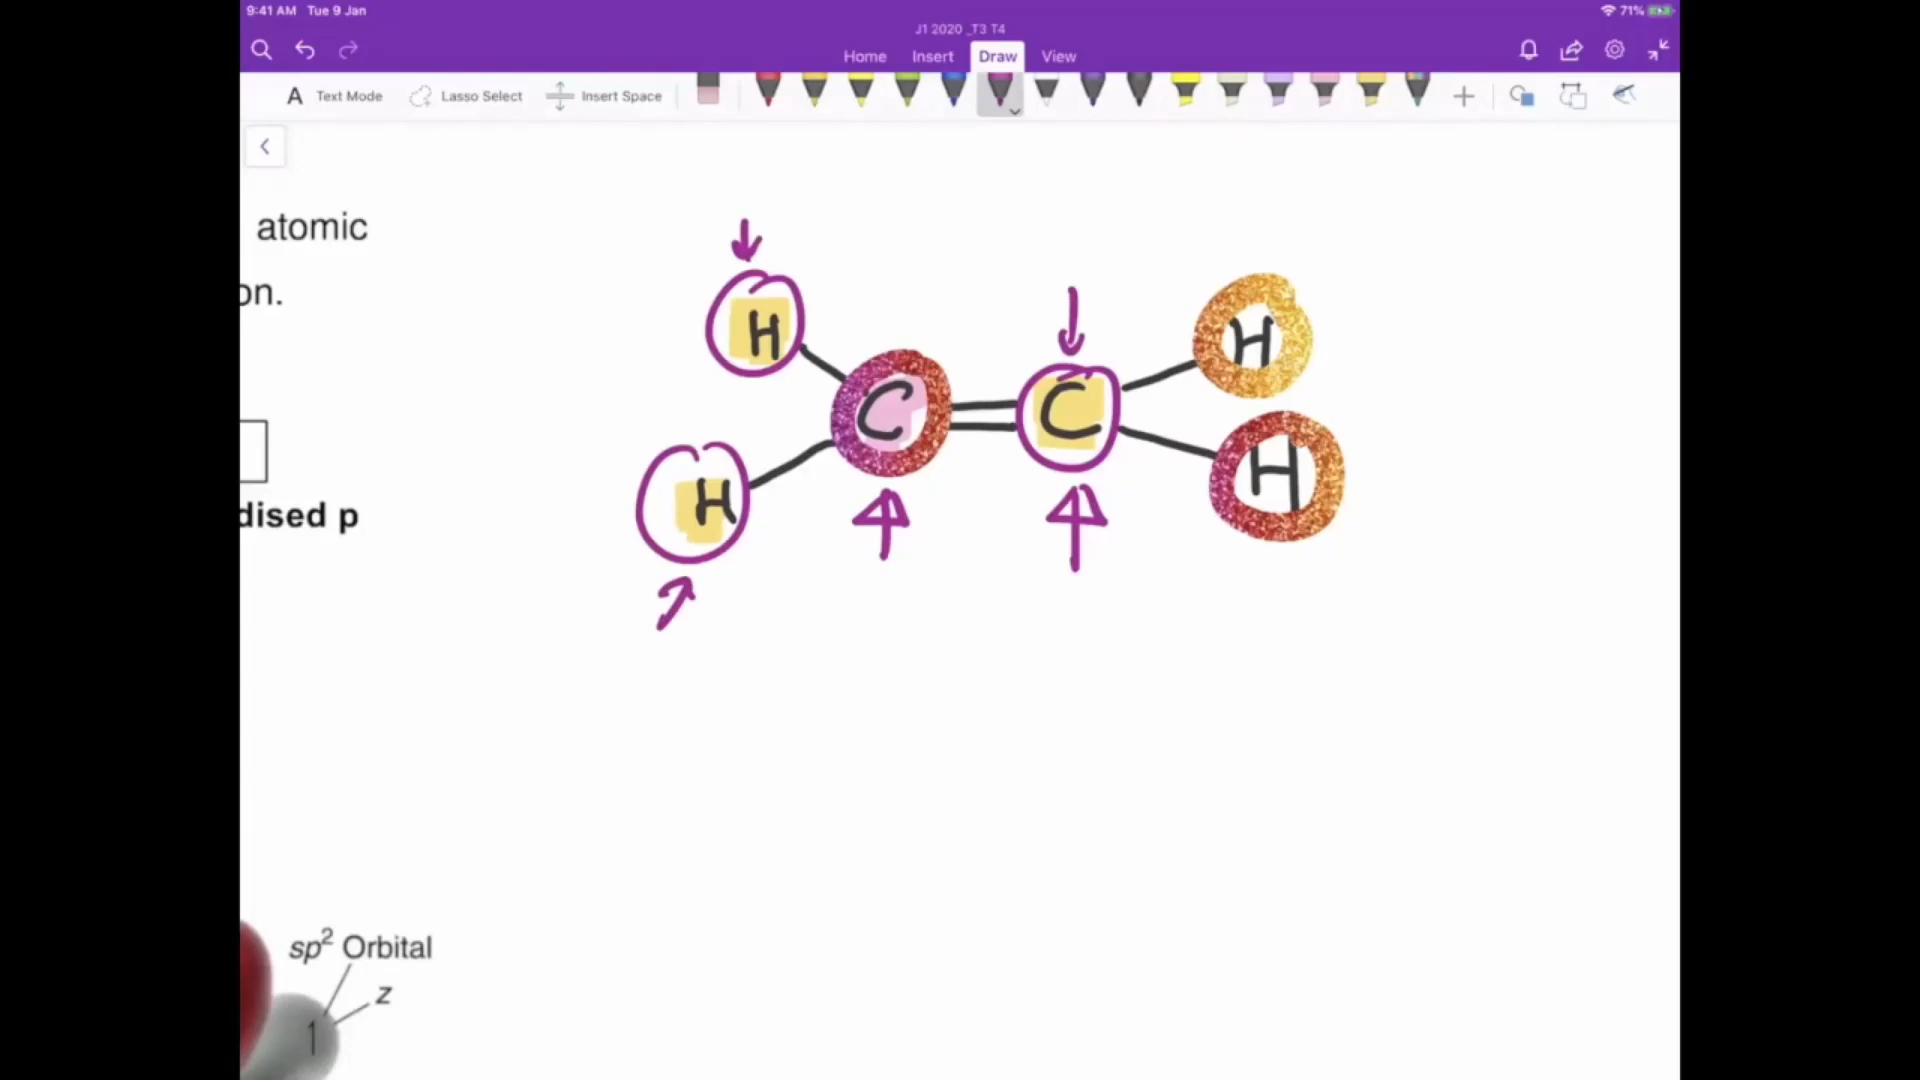 9:41 AM Tue 9 Jan
71%
J1 2020 _T3 T4
Home Insert Draw View
A Text Mode Lasso Select Insert Space
atomic
on.
dised p
H
H
C = C
H
H
sp² Orbital
z
1